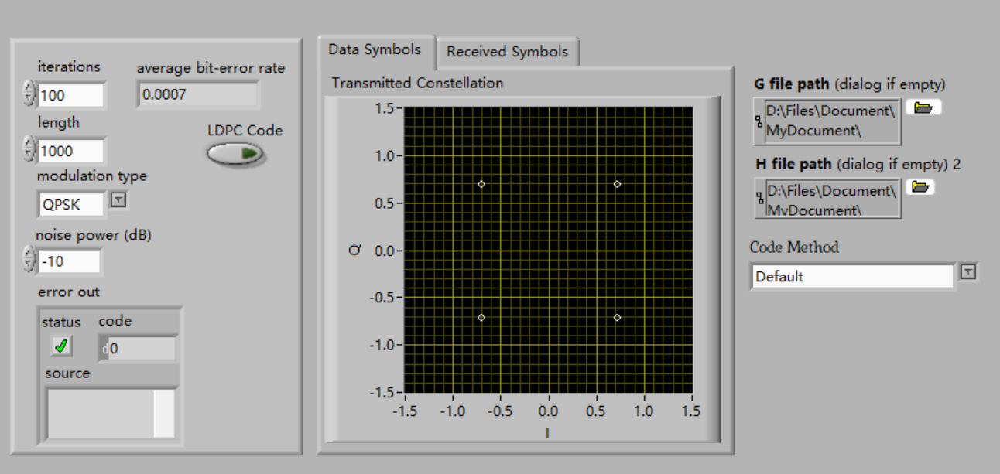 iterations
average bit-error rate
100
0.0007
length
LDPC Code
1000
modulation type
QPSK
noise power (dB)
-10
error out
status
code
d0
source
Data Symbols
Received Symbols
Transmitted Constellation
1.5
1.0
0.5
0.0
-0.5
-1.0
-1.5
Q
-1.5 -1.0 -0.5 0.0 0.5 1.0 1.5
I
G file path (dialog if empty)
D:\Files\Document\
MyDocument\
H file path (dialog if empty) 2
D:\Files\Document\
MyDocument\
Code Method
Default